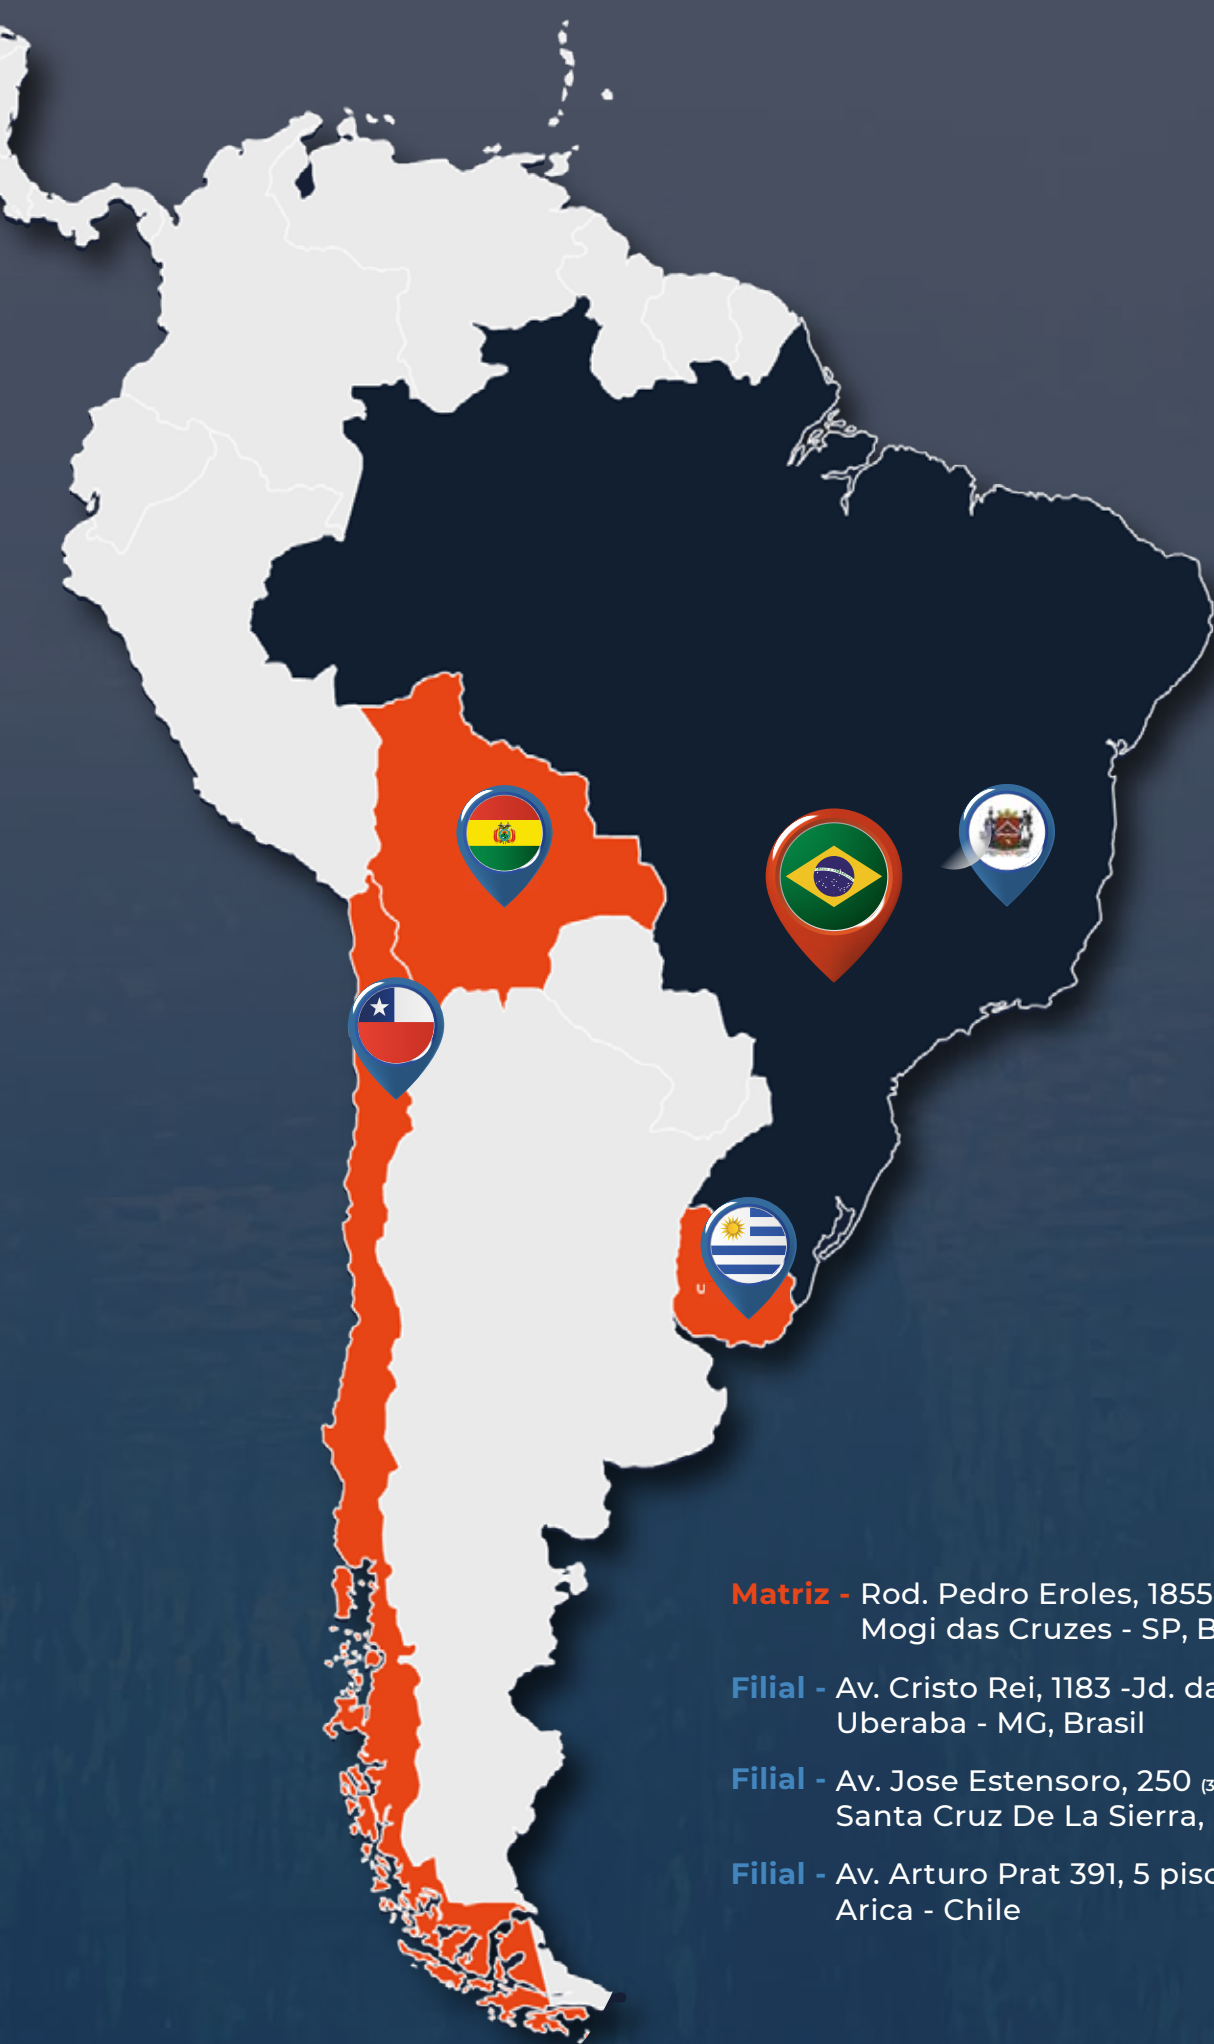 U
Matriz - Rod. Pedro Eroles, 1855
Mogi das Cruzes - SP,
Filial - Av. Cristo Rei, 1183 -Jd.
Uberaba - MG, Brasil
Filial - Av. Jose Estensoro, 250
Santa Cruz De La Sierra,
Filial - Av. Arturo Prat 391, 5
Arica - Chile